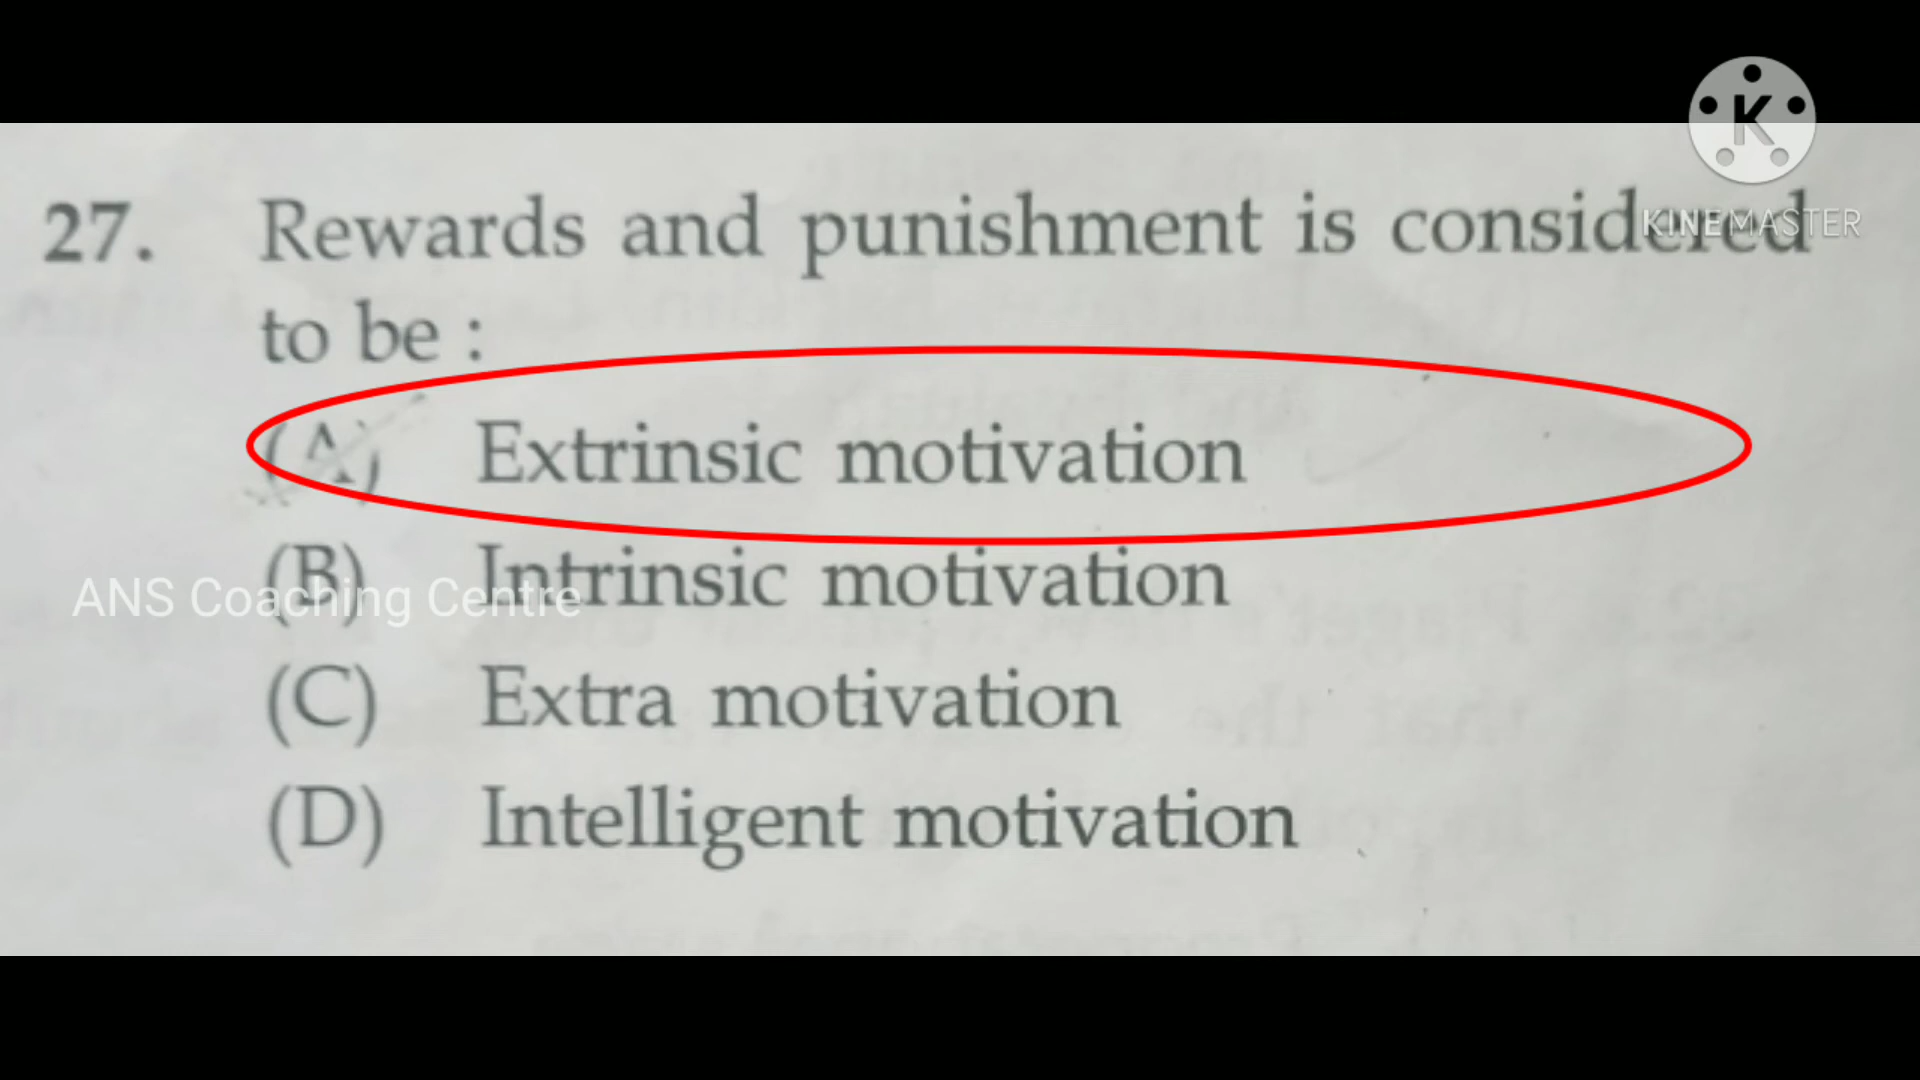 K
KINEMASTER
27. Rewards and punishment is considered
to be :
(A) Extrinsic motivation
(B) Intrinsic motivation
ANS Coaching Centre
(C) Extra motivation
(D) Intelligent motivation